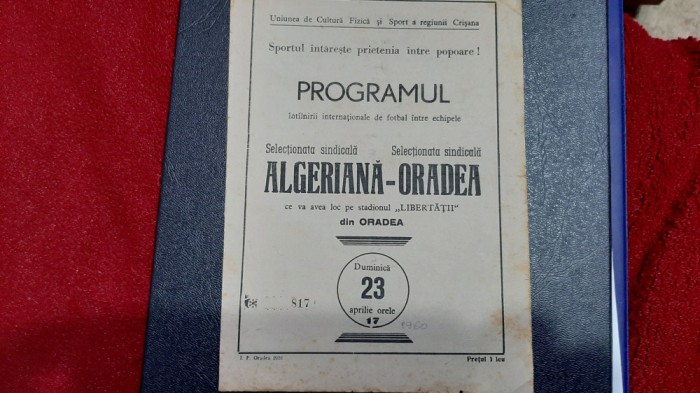 Uniunea de Cultură Fizică și Sport a regiunii Crișana
Sportul întărește prietenia între popoare !
PROGRAMUL
întîlnirii internaționale de fotbal între echipele
Selecționata sindicală Selecționata sindicală
ALGERIANĂ-ORADEA
ce va avea loc pe stadionul „LIBERTĂȚII"
din ORADEA
Duminică
23
aprilie orele
17
1960
817
Prețul 1 leu